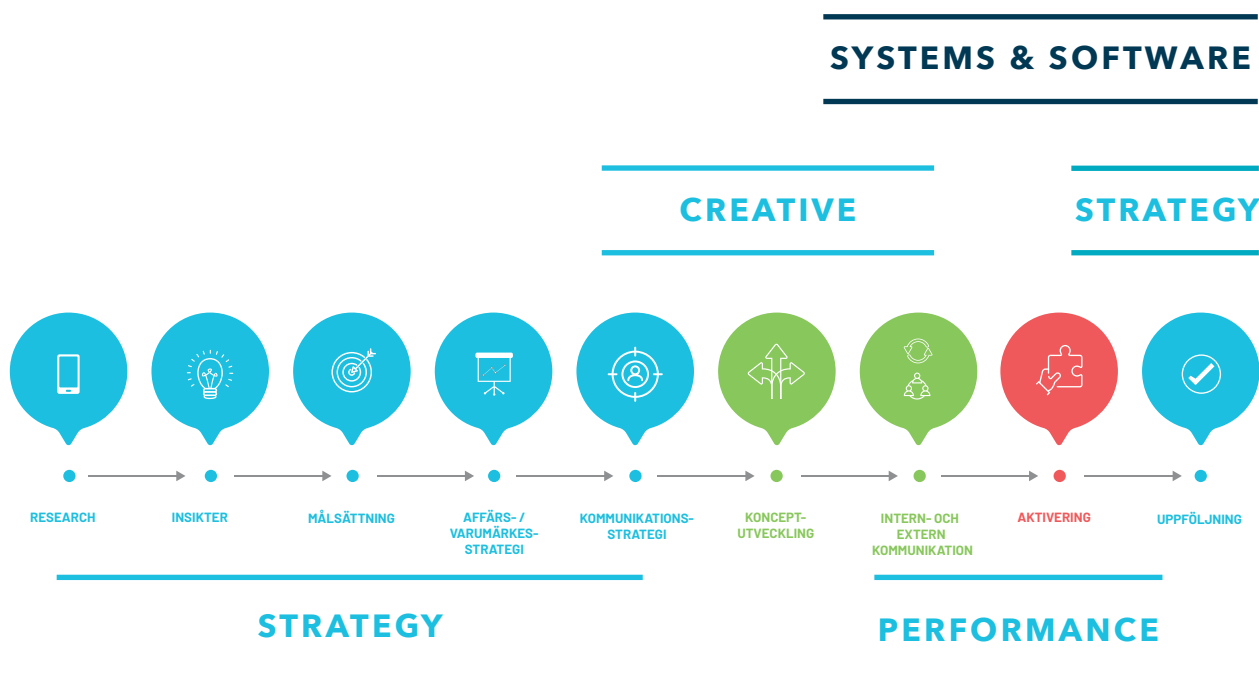 SYSTEMS & SOFTWARE
CREATIVE
STRATEGY
RESEARCH
INSIKTER
MÅLSÄTTNING
AFFÄRS- /
VARUMÄRKES-
STRATEGI
KOMMUNIKATIONS-
STRATEGI
KONCEPT-
UTVECKLING
INTERN- OCH
EXTERN
KOMMUNIKATION
AKTIVERING
UPPFÖLJNING
STRATEGY
PERFORMANCE